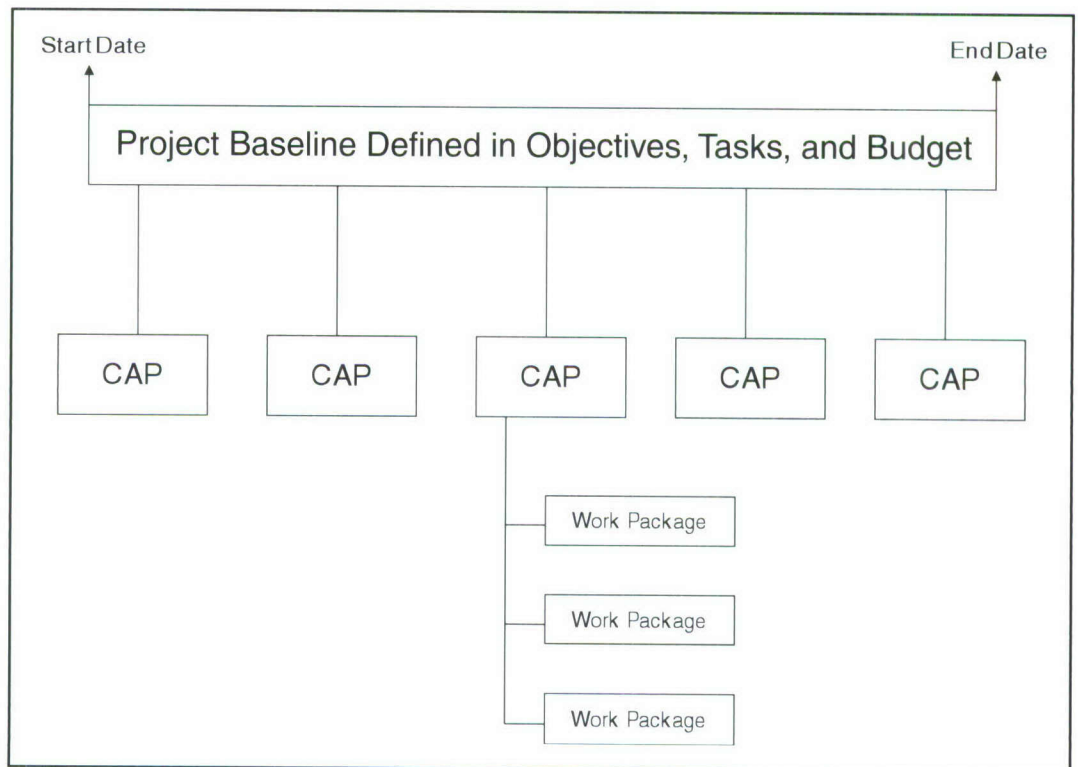 Start Date
End Date
Project Baseline Defined in Objectives, Tasks, and Budget
CAP
CAP
CAP
CAP
CAP
Work Package
Work Package
Work Package